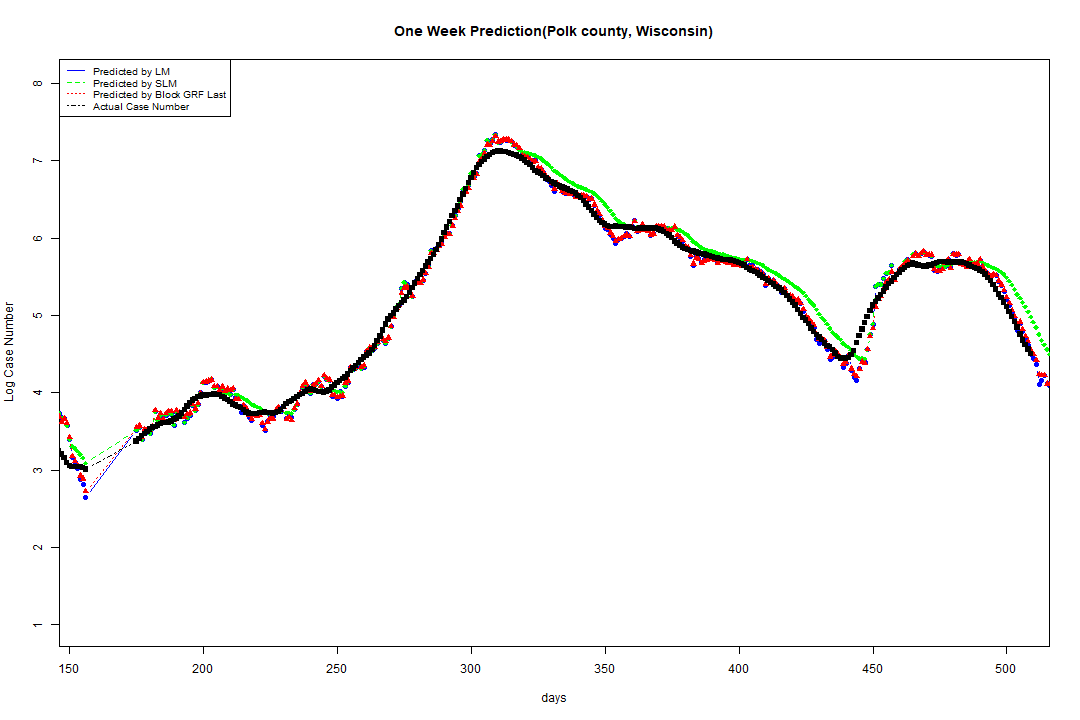 One Week Prediction(Polk county, Wisconsin)
Predicted by LM
Predicted by SLM
Predicted by Block GRF Last
Actual Case Number
8
7
6
5
4
3
2
1
Log Case Number
150 200 250 300 350 400 450 500
days